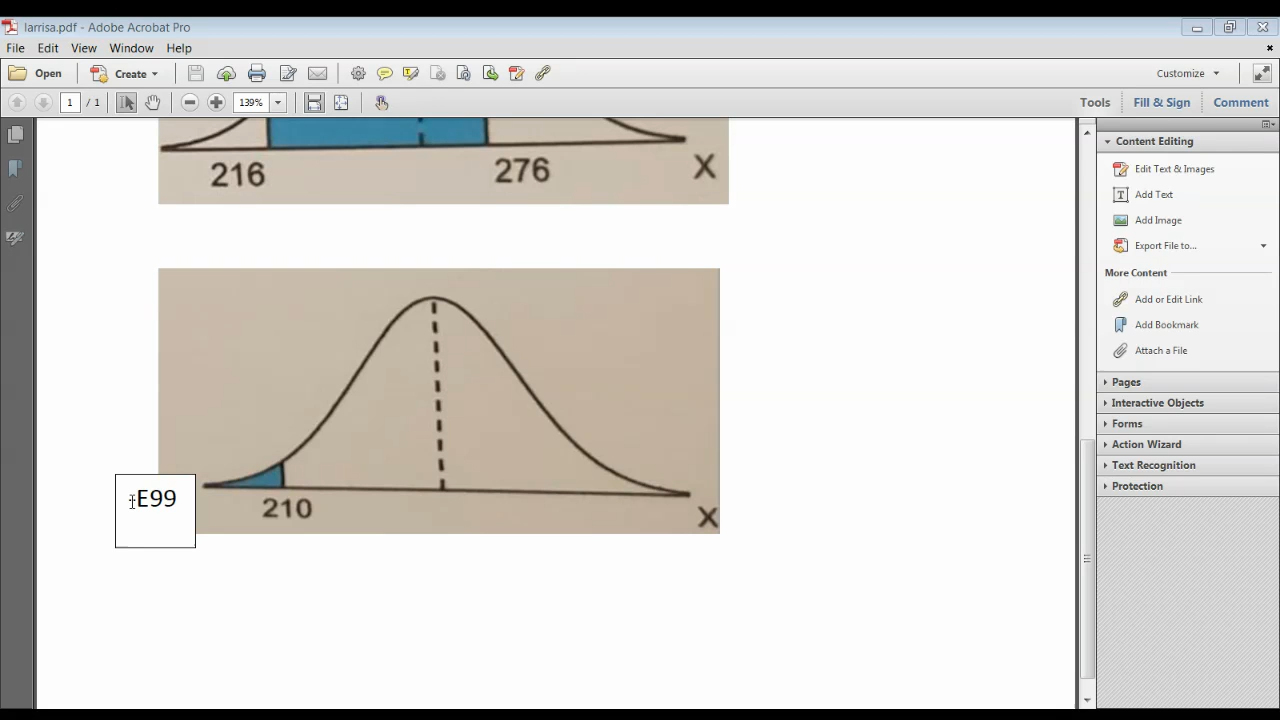 larrisa.pdf - Adobe Acrobat Pro
File Edit View Window Help
Open Create Customize
1 / 1 139% Tools Fill & Sign Comment
Content Editing
Edit Text & Images
Add Text
Add Image
Export File to...
More Content
Add or Edit Link
Add Bookmark
Attach a File
Pages
Interactive Objects
Forms
Action Wizard
Text Recognition
Protection
216 276 X
E99
210 X